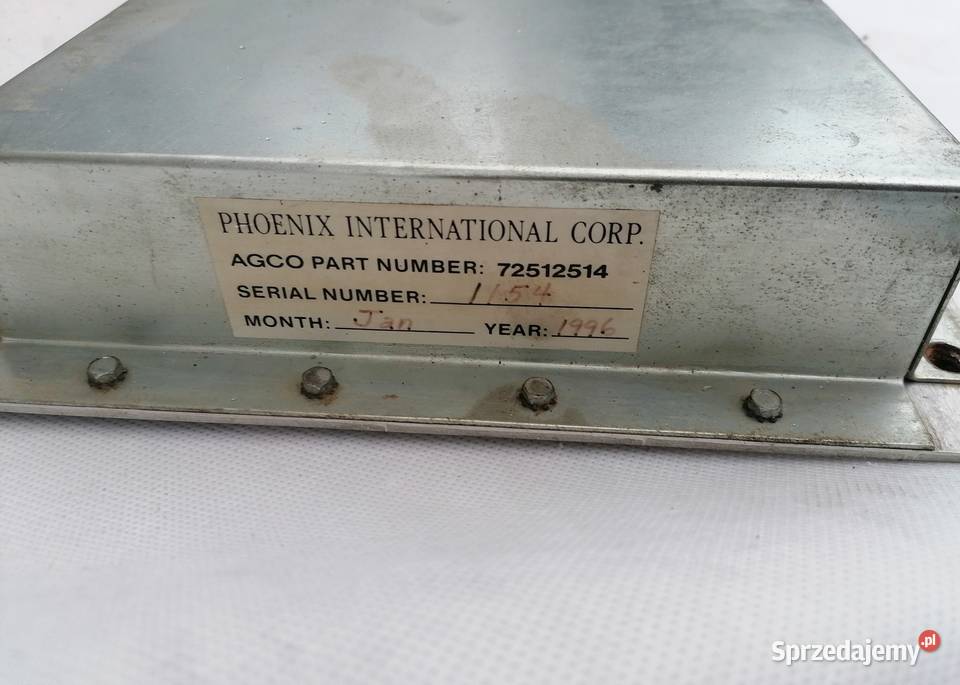 PHOENIX INTERNATIONAL CORP.
AGCO PART NUMBER: 72512514
SERIAL NUMBER: 1154
MONTH: Jan YEAR: 1996
Sprzedajemy.pl